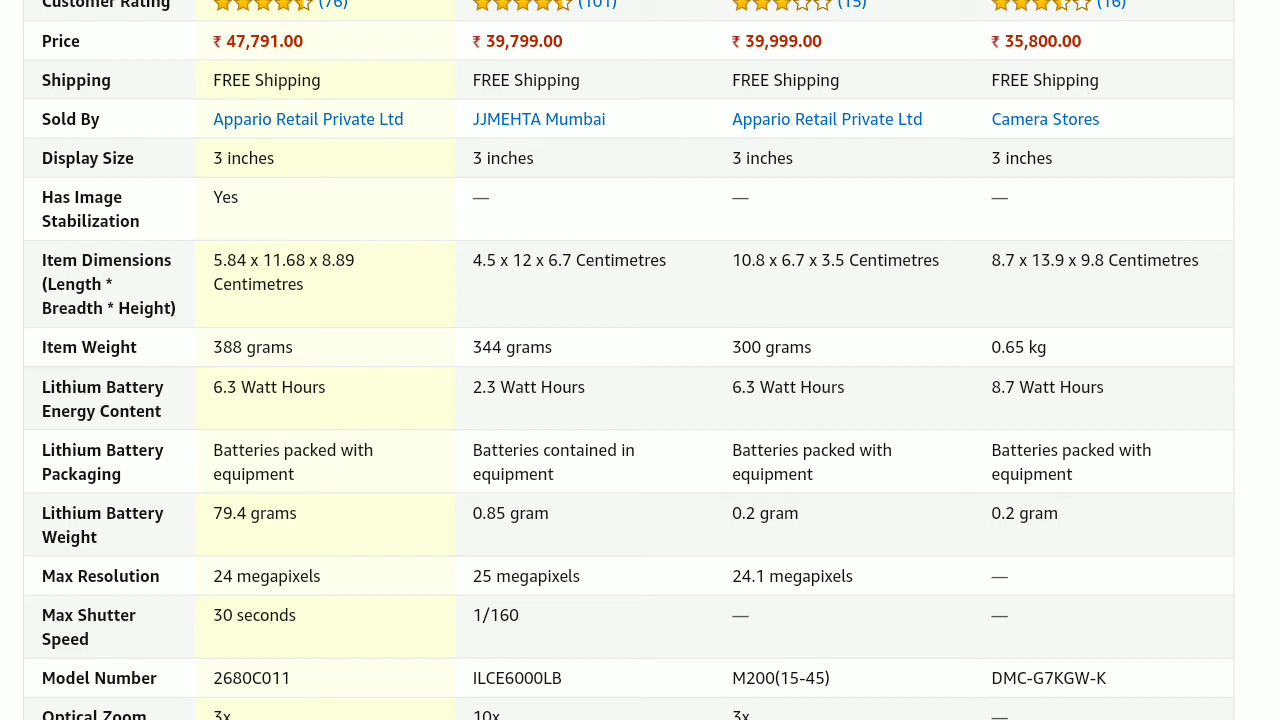 Customer Rating (76) (101) (15) (16)
Price ₹ 47,791.00 ₹ 39,799.00 ₹ 39,999.00 ₹ 35,800.00
Shipping FREE Shipping FREE Shipping FREE Shipping FREE Shipping
Sold By Appario Retail Private Ltd JJMEHTA Mumbai Appario Retail Private Ltd Camera Stores
Display Size 3 inches 3 inches 3 inches 3 inches
Has Image Yes — — —
Stabilization
Item Dimensions 5.84 x 11.68 x 8.89 4.5 x 12 x 6.7 Centimetres 10.8 x 6.7 x 3.5 Centimetres 8.7 x 13.9 x 9.8 Centimetres
(Length * Centimetres
Breadth * Height)
Item Weight 388 grams 344 grams 300 grams 0.65 kg
Lithium Battery 6.3 Watt Hours 2.3 Watt Hours 6.3 Watt Hours 8.7 Watt Hours
Energy Content
Lithium Battery Batteries packed with Batteries contained in Batteries packed with Batteries packed with
Packaging equipment equipment equipment equipment
Lithium Battery 79.4 grams 0.85 gram 0.2 gram 0.2 gram
Weight
Max Resolution 24 megapixels 25 megapixels 24.1 megapixels —
Max Shutter 30 seconds 1/160 — —
Speed
Model Number 2680C011 ILCE6000LB M200(15-45) DMC-G7KGW-K
Optical Zoom 3x 10x 3x —